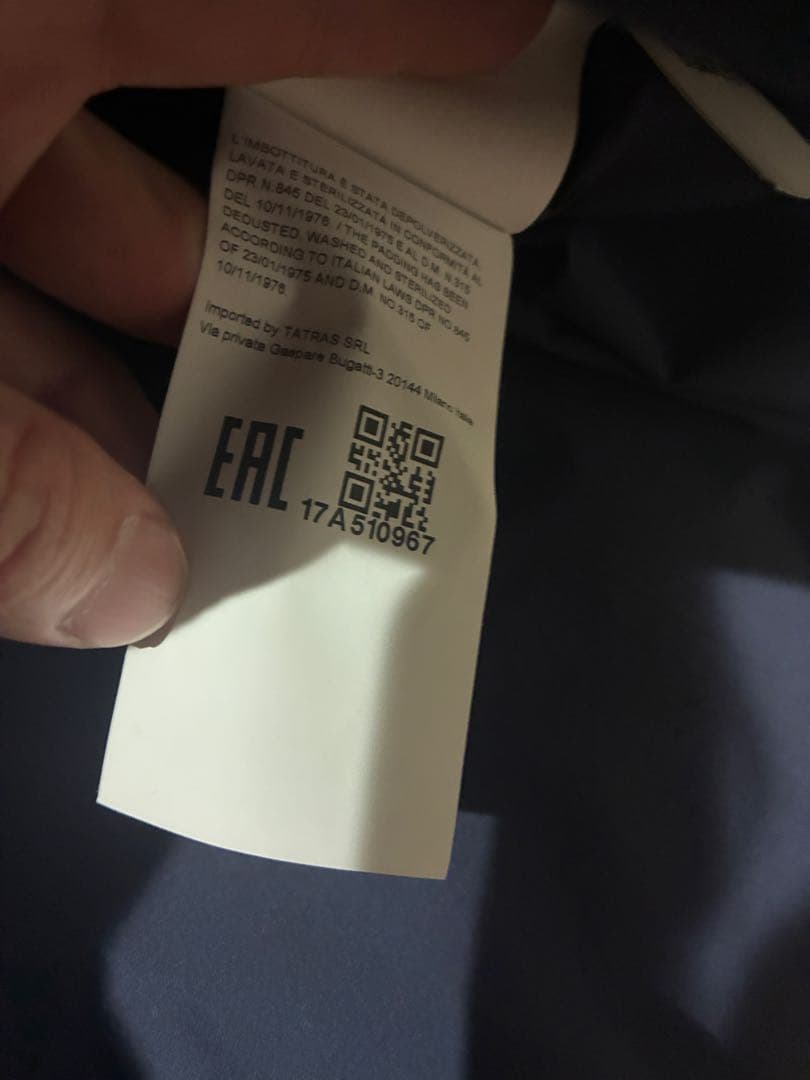 L'IMBOTTITURA È STATA DEPOLVERIZZATA
LAVATA E STERILIZZATA IN CONFORMITÀ AL
DPR N.845 DEL 23/01/1975 E AL D.M. N.315
DEL 10/11/1976. / THE PADDING HAS BEEN
DEDUSTED, WASHED AND STERILIZED
ACCORDING TO ITALIAN LAWS DPR NO 845
OF 23/01/1975 AND D.M. NO 315 OF
10/11/1976.
Imported by TATRAS SRL
Via private Gaspare Bugatti-3 20144 Milano Italie
EAC
17A510967